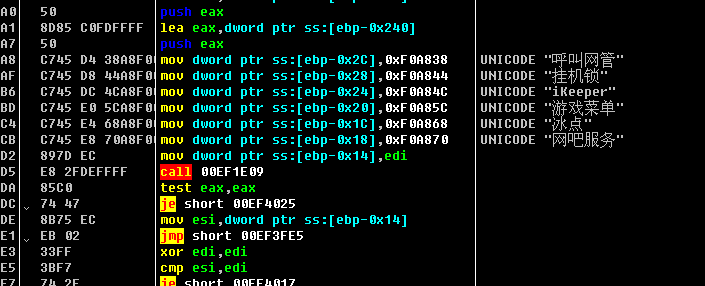 A0 50 push eax
A1 8D85 C0FDFFFF lea eax,dword ptr ss:[ebp-0x240]
A7 50 push eax
A8 C745 D4 38A8F0 mov dword ptr ss:[ebp-0x2C],0xF0A838 UNICODE "呼叫网管"
AF C745 D8 44A8F0 mov dword ptr ss:[ebp-0x28],0xF0A844 UNICODE "挂机锁"
B6 C745 DC 4CA8F0 mov dword ptr ss:[ebp-0x24],0xF0A84C UNICODE "iKeeper"
BD C745 E0 5CA8F0 mov dword ptr ss:[ebp-0x20],0xF0A85C UNICODE "游戏菜单"
C4 C745 E4 68A8F0 mov dword ptr ss:[ebp-0x1C],0xF0A868 UNICODE "冰点"
CB C745 E8 70A8F0 mov dword ptr ss:[ebp-0x18],0xF0A870 UNICODE "网吧服务"
D2 897D EC mov dword ptr ss:[ebp-0x14],edi
D5 E8 2FDEFFFF call 00EF1E09
DA 85C0 test eax,eax
DC 74 47 je short 00EF4025
DE 8B75 EC mov esi,dword ptr ss:[ebp-0x14]
E1 EB 02 jmp short 00EF3FE5
E3 33FF xor edi,edi
E5 3BF7 cmp esi,edi
E7 74 2E je short 00EF4017